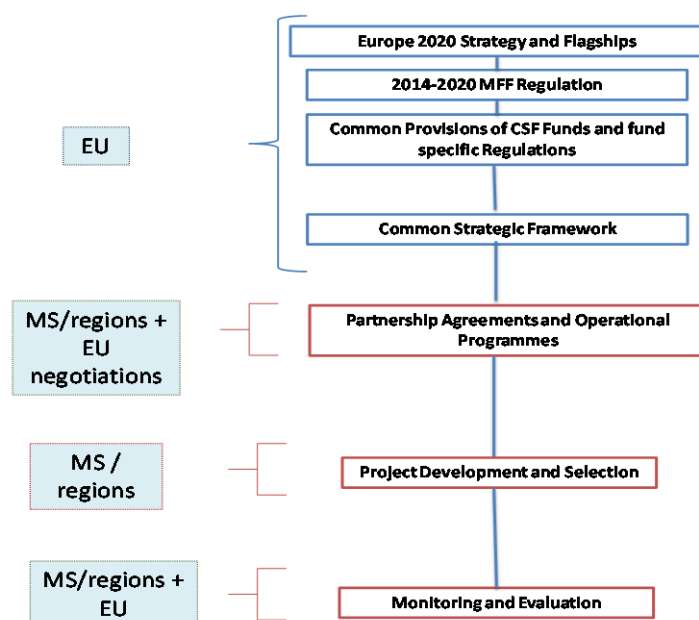 Europe 2020 Strategy and Flagships
2014-2020 MFF Regulation
Common Provisions of CSF Funds and fund
specific Regulations
EU
Common Strategic Framework
MS/regions +
EU
negotiations
Partnership Agreements and Operational
Programmes
MS /
regions
Project Development and Selection
MS/regions +
EU
Monitoring and Evaluation